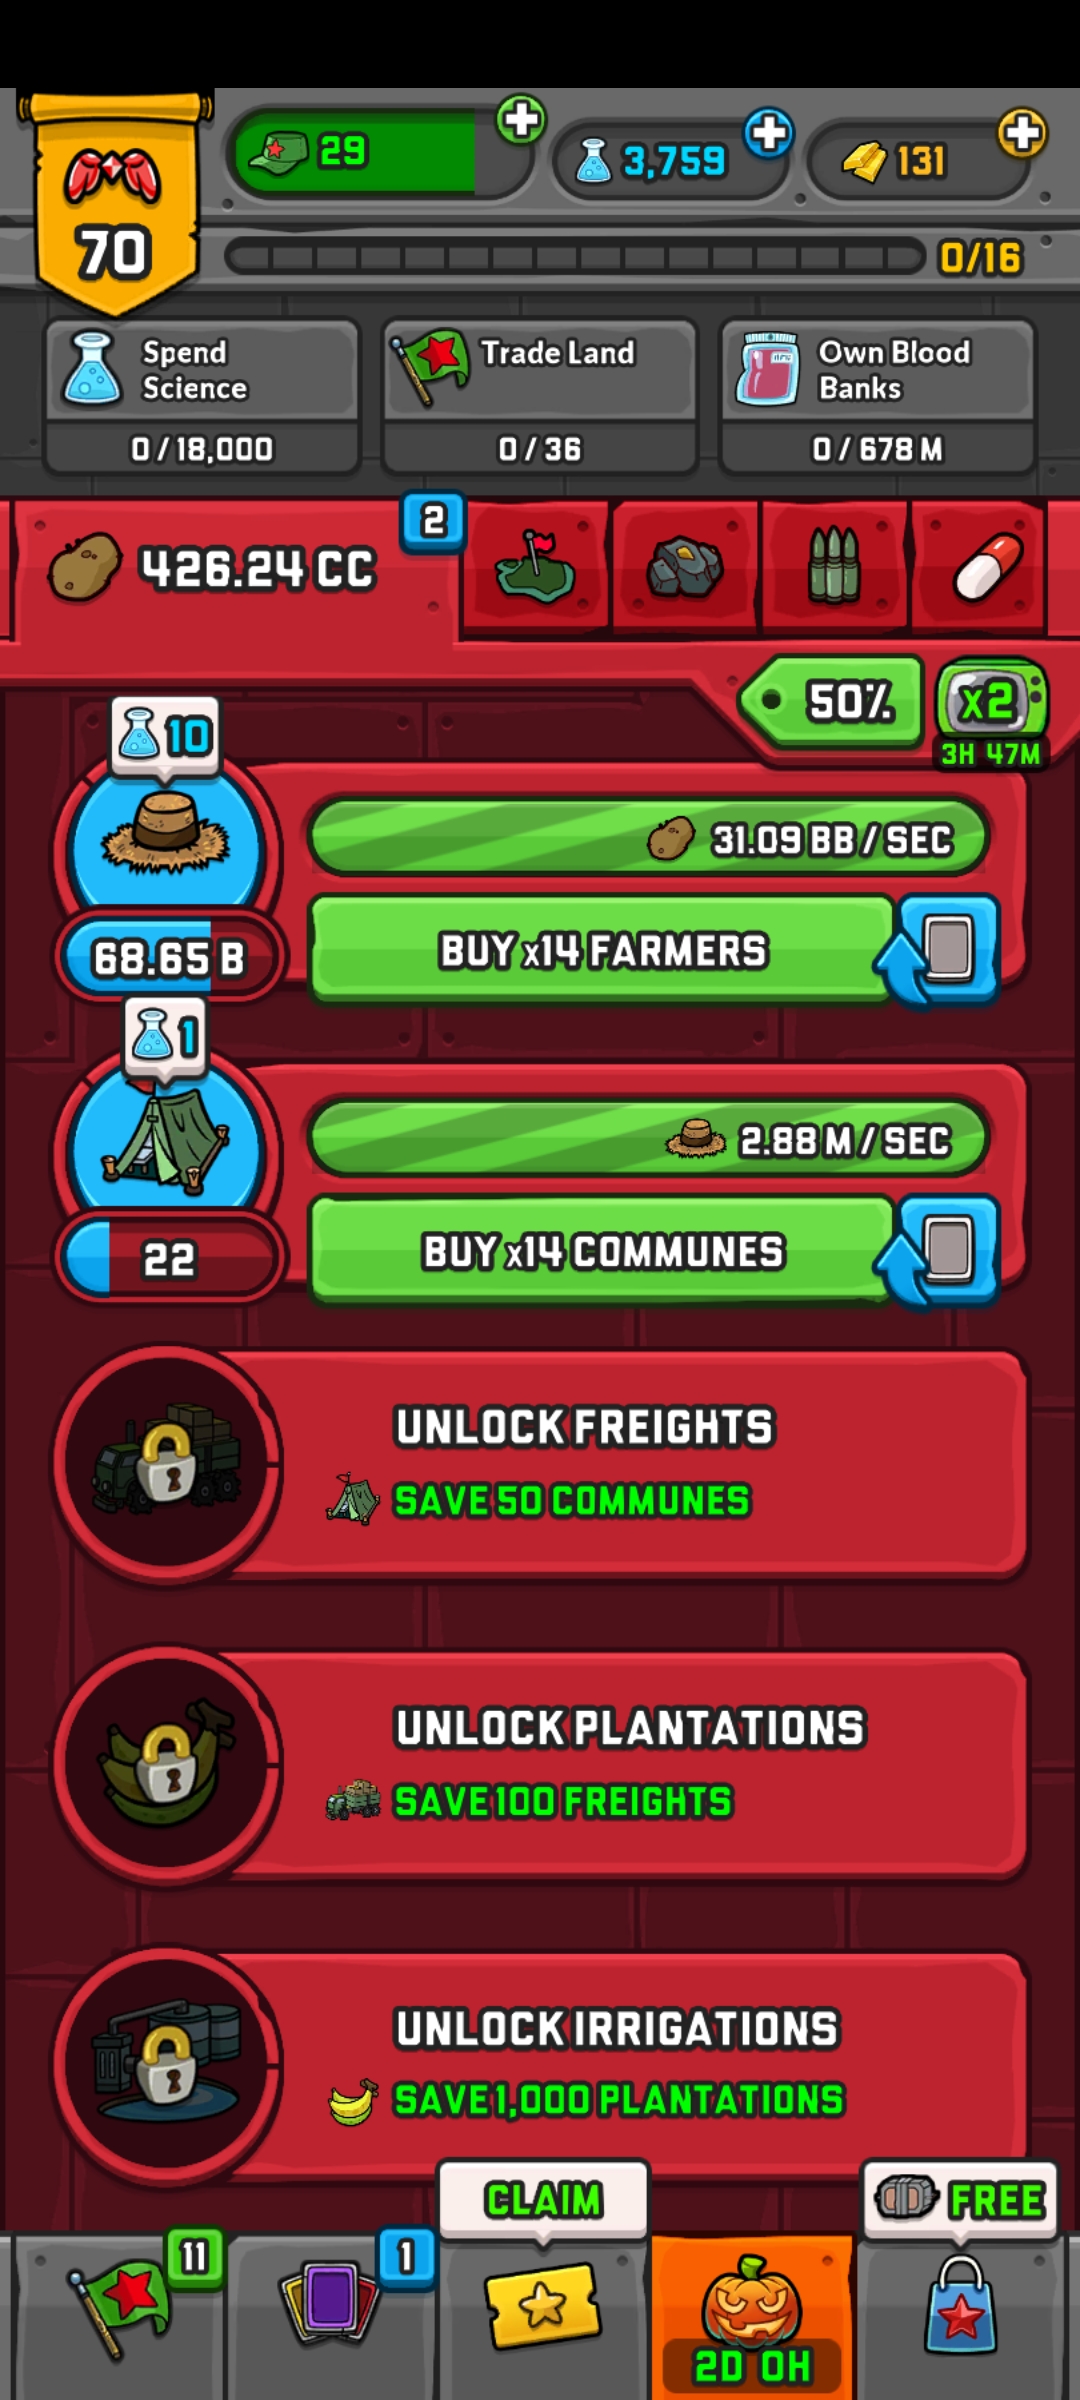 29
3,759
131
70
0/16
Spend
Science
0 / 18,000
Trade Land
0 / 36
Own Blood
Banks
0 / 678 M
426.24 CC
2
50%
x2
3H 47M
10
31.09 BB / SEC
68.65 B
BUY x14 FARMERS
1
2.88 M / SEC
22
BUY x14 COMMUNES
UNLOCK FREIGHTS
SAVE 50 COMMUNES
UNLOCK PLANTATIONS
SAVE 100 FREIGHTS
UNLOCK IRRIGATIONS
SAVE 1,000 PLANTATIONS
CLAIM
FREE
11
1
2D 0H